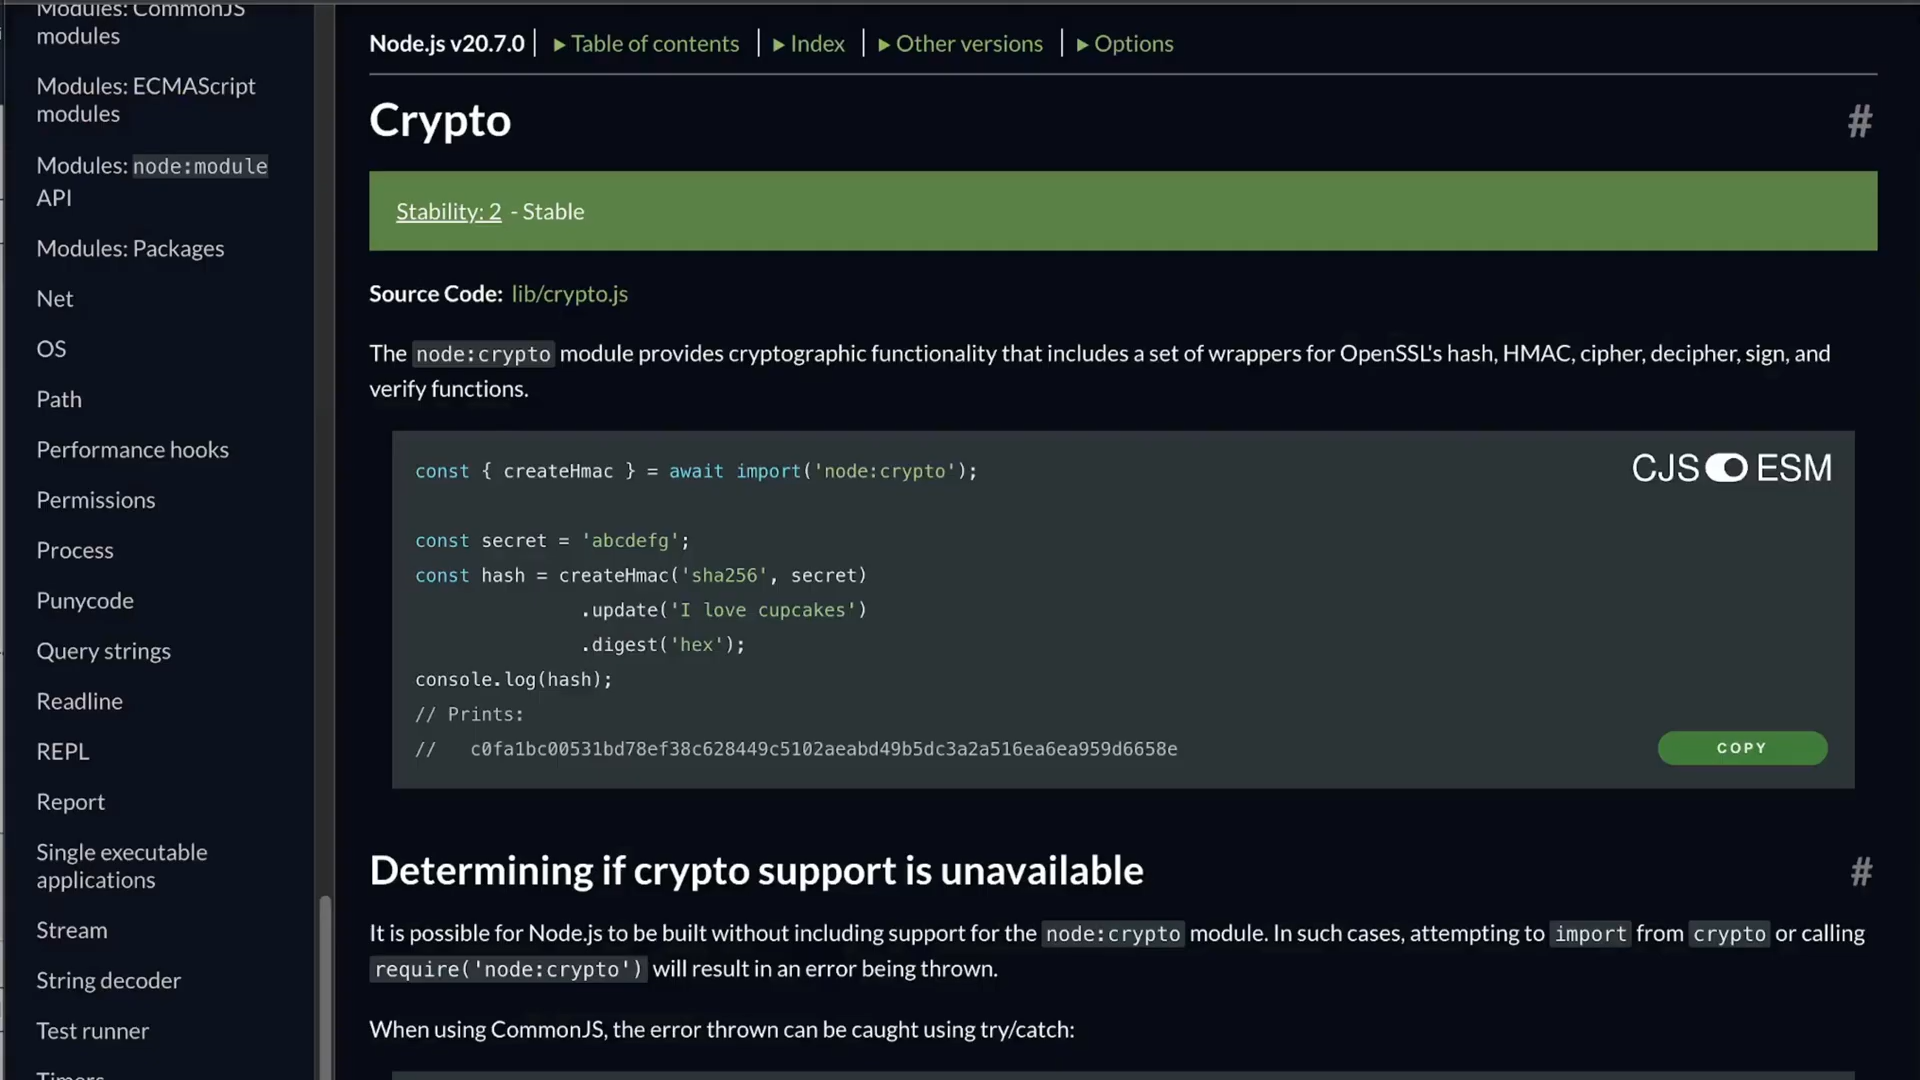 Modules: CommonJS
modules
Modules: ECMAScript
modules
Modules: node:module
API
Modules: Packages
Net
OS
Path
Performance hooks
Permissions
Process
Punycode
Query strings
Readline
REPL
Report
Single executable
applications
Stream
String decoder
Test runner
Timers
Node.js v20.7.0 | ▶ Table of contents | ▶ Index | ▶ Other versions | ▶ Options
Crypto #
Stability: 2 - Stable
Source Code: lib/crypto.js
The node:crypto module provides cryptographic functionality that includes a set of wrappers for OpenSSL's hash, HMAC, cipher, decipher, sign, and
verify functions.
CJS ESM
const { createHmac } = await import('node:crypto');
const secret = 'abcdefg';
const hash = createHmac('sha256', secret)
.update('I love cupcakes')
.digest('hex');
console.log(hash);
// Prints:
//   c0fa1bc00531bd78ef38c628449c5102aeabd49b5dc3a2a516ea6ea959d6658e
COPY
Determining if crypto support is unavailable #
It is possible for Node.js to be built without including support for the node:crypto module. In such cases, attempting to import from crypto or calling
require('node:crypto') will result in an error being thrown.
When using CommonJS, the error thrown can be caught using try/catch: